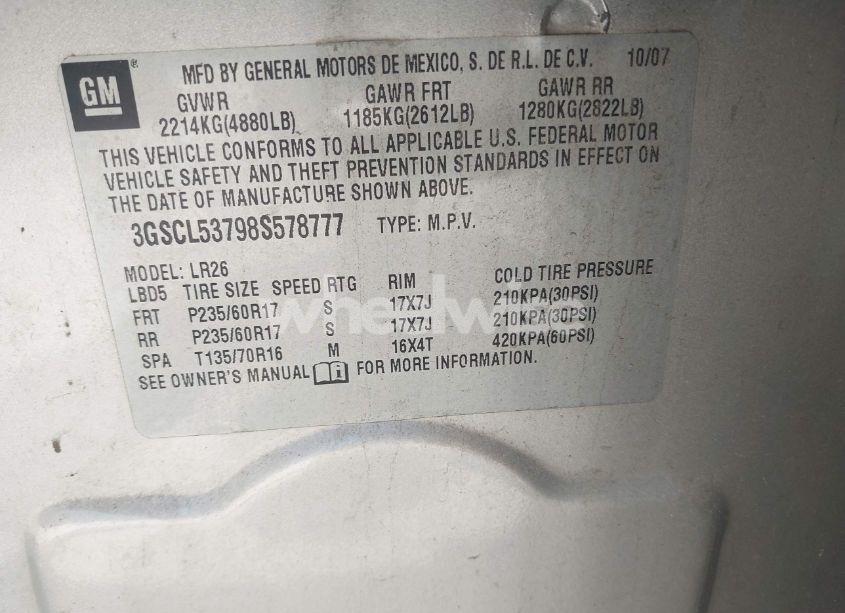 GM
MFD BY GENERAL MOTORS DE MEXICO, S. DE R.L. DE C.V. 10/07
GVWR GAWR FRT GAWR RR
2214KG(4880LB) 1185KG(2612LB) 1280KG(2822LB)
THIS VEHICLE CONFORMS TO ALL APPLICABLE U.S. FEDERAL MOTOR
VEHICLE SAFETY AND THEFT PREVENTION STANDARDS IN EFFECT ON
THE DATE OF MANUFACTURE SHOWN ABOVE.
3GSCL53798S578777 TYPE: M.P.V.
MODEL: LR26
LBD5 TIRE SIZE SPEED RTG RIM COLD TIRE PRESSURE
FRT P235/60R17 S 17X7J 210KPA(30PSI)
RR P235/60R17 S 17X7J 210KPA(30PSI)
SPA T135/70R16 M 16X4T 420KPA(60PSI)
SEE OWNER'S MANUAL FOR MORE INFORMATION.